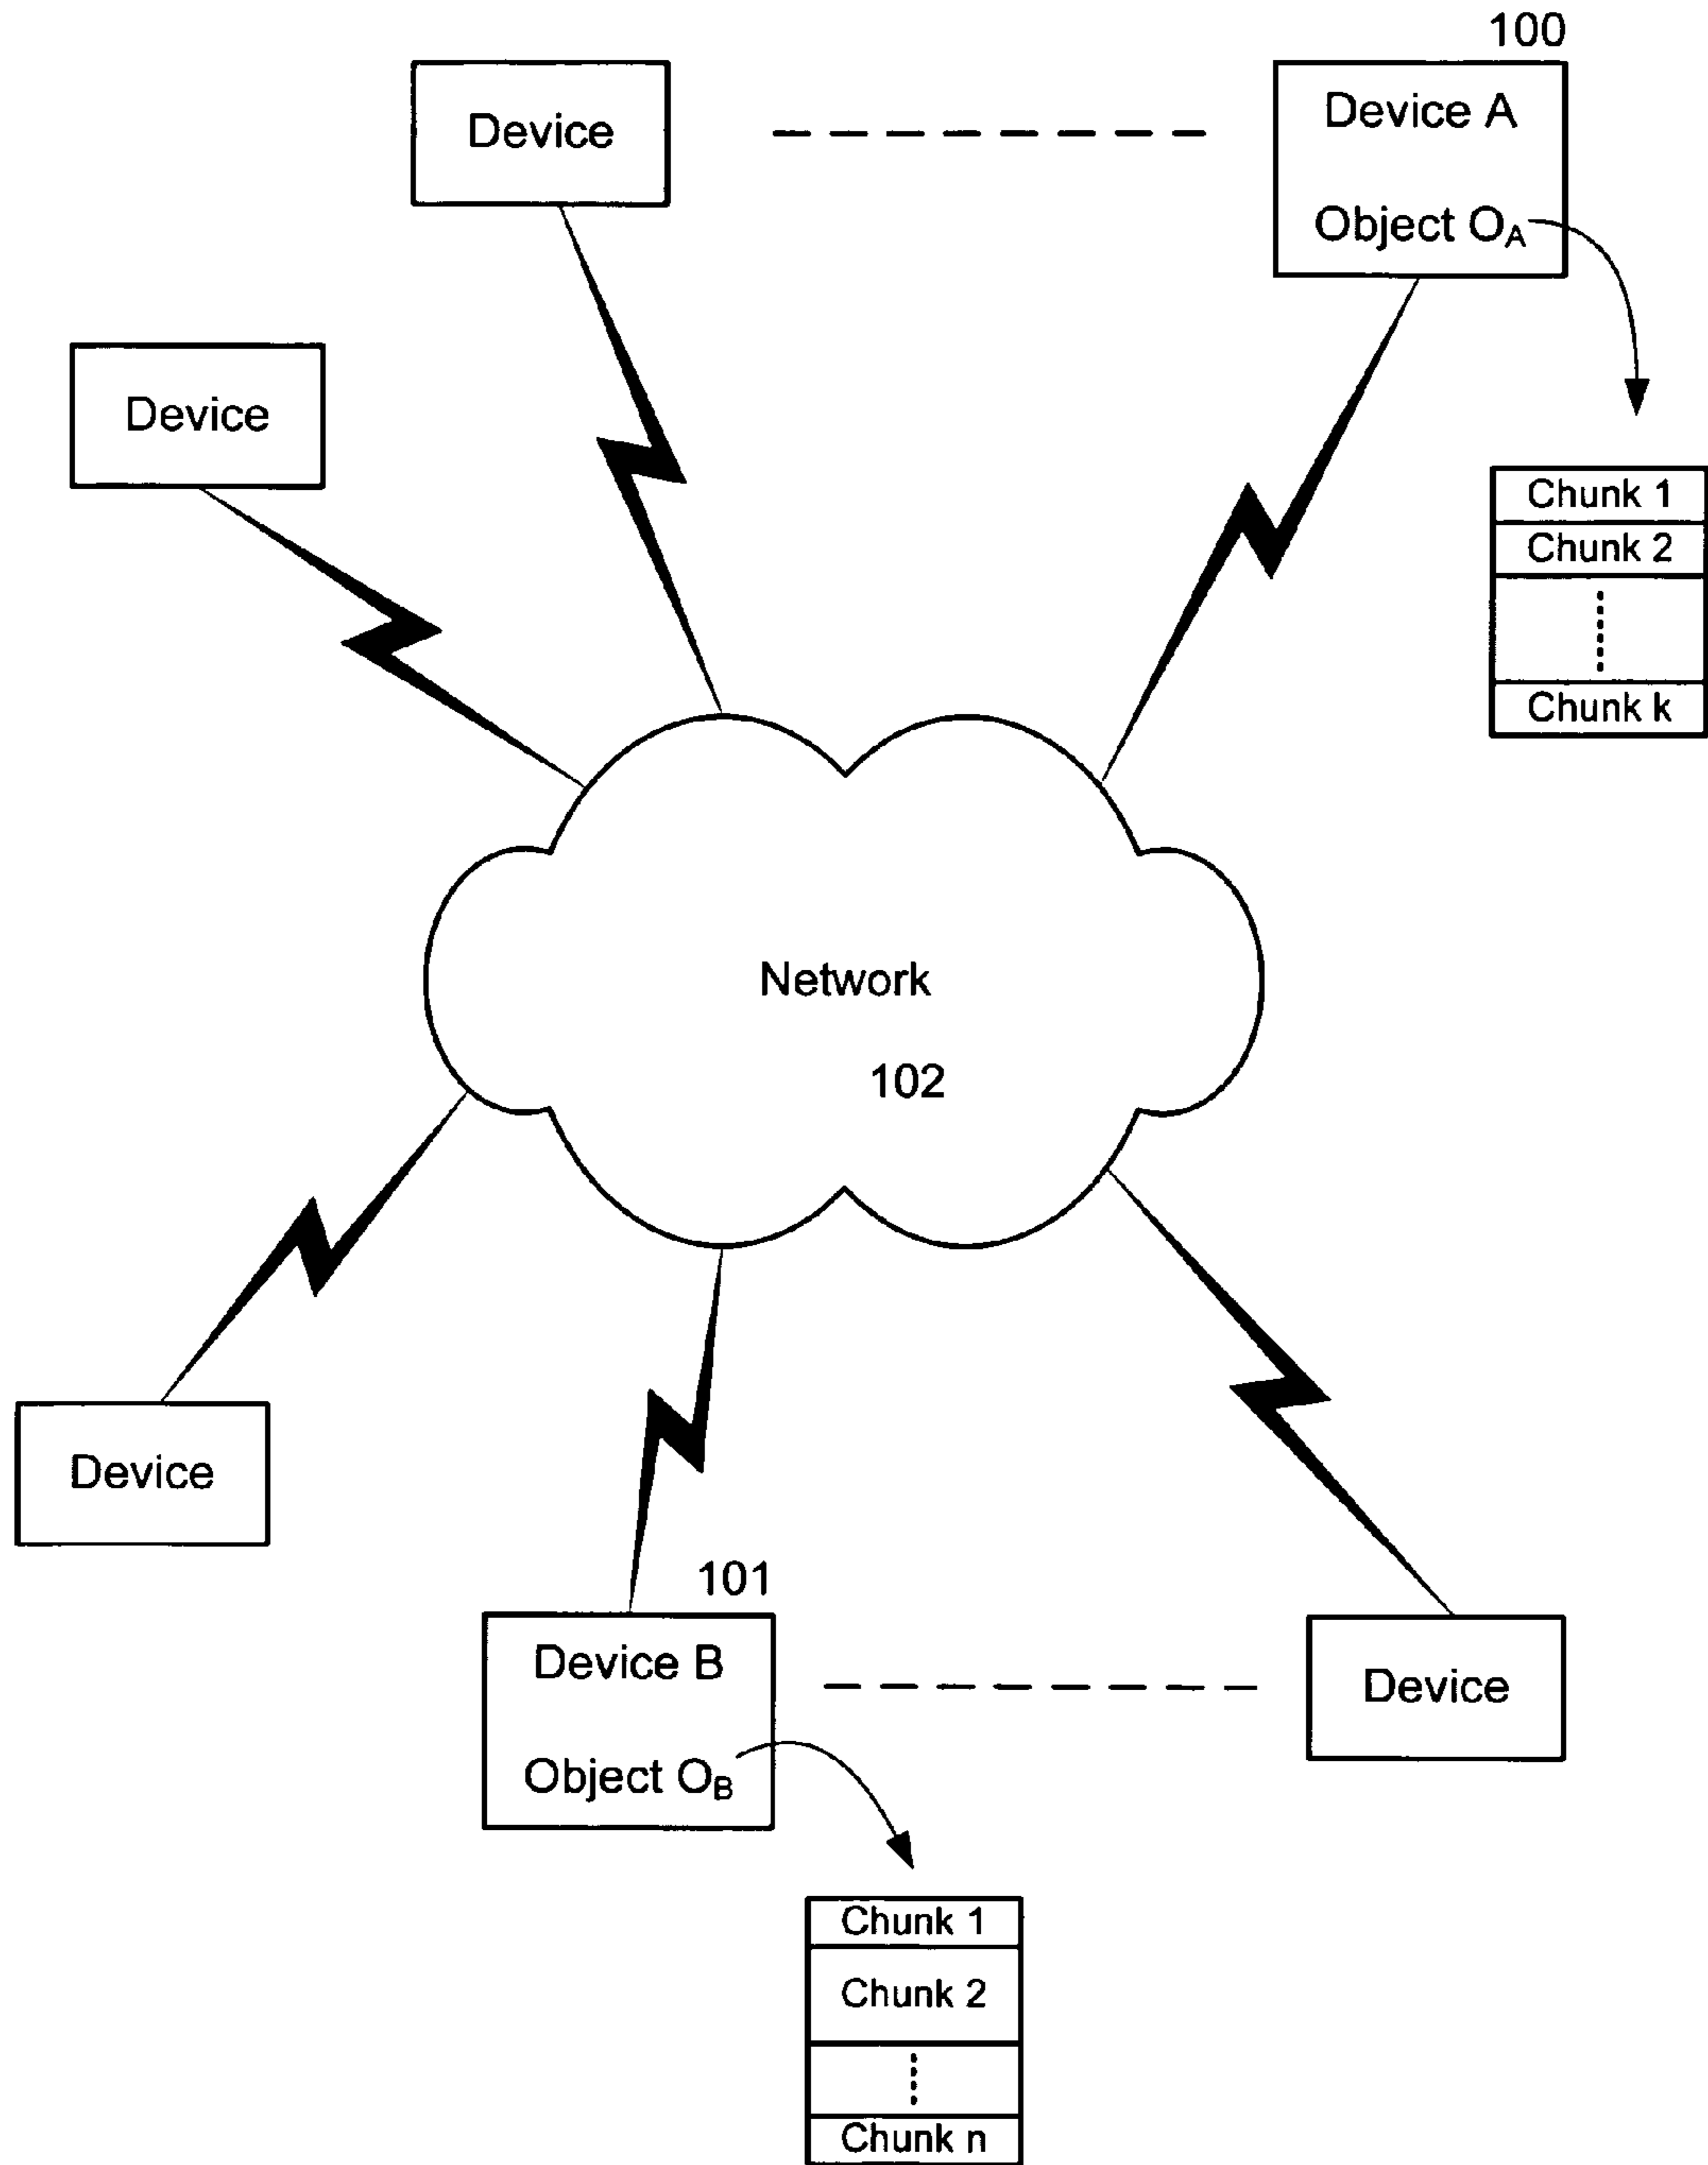 100
Device
Device A
Object OA
Device
Chunk 1
Chunk 2
Chunk k
Network
102
Device
101
Device B
Object OB
Device
Chunk 1
Chunk 2
Chunk n